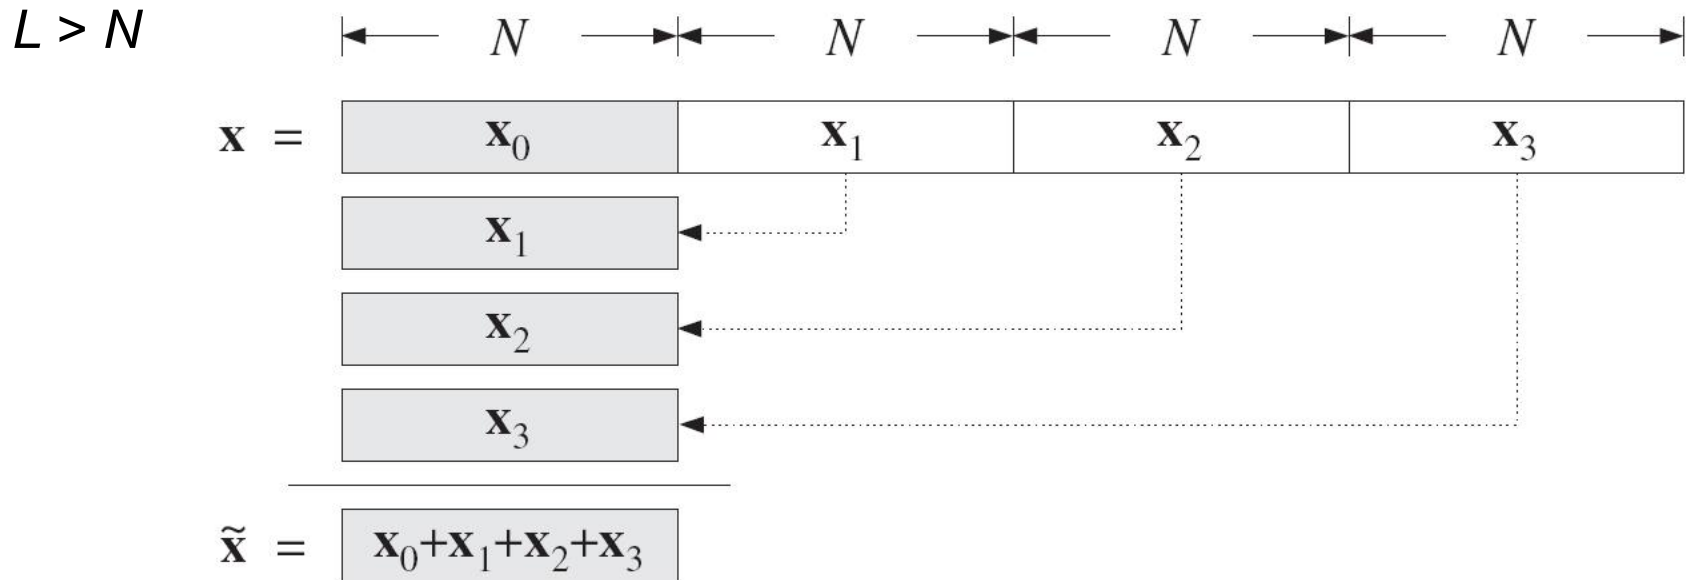 L > N
N N N N
x = x₀ x₁ x₂ x₃
x₁
x₂
x₃
x̃ = x₀+x₁+x₂+x₃